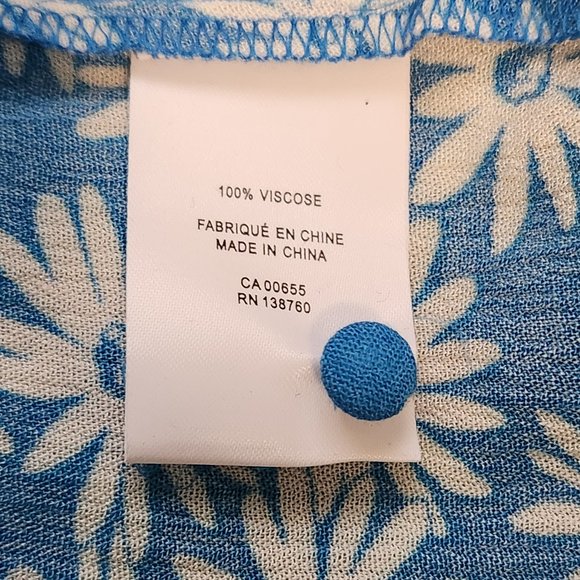 100% VISCOSE
FABRIQUÉ EN CHINE
MADE IN CHINA
CA 00655
RN 138760